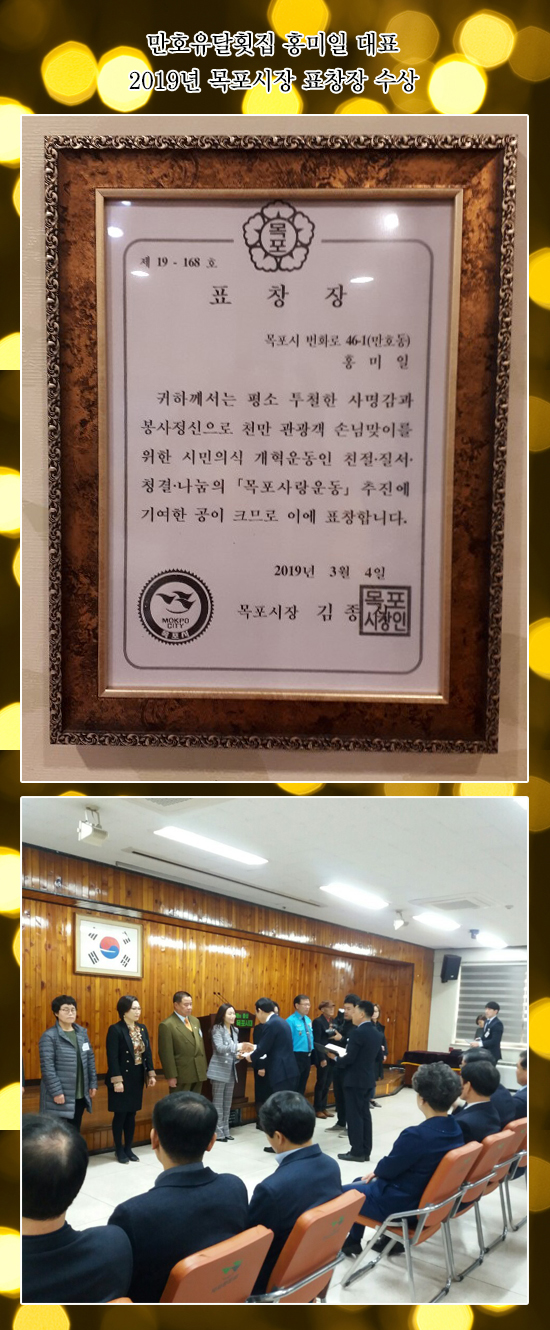 만호유달횟집 홍미일 대표
2019년 목포시장 표창장 수상
목포
제 19 - 168 호
표 창 장
목포시 번화로 46-1(만호동)
홍 미 일
귀하께서는 평소 투철한 사명감과
봉사정신으로 천만 관광객 손님맞이를
위한 시민의식 개혁운동인 친절·질서·
청결·나눔의 「목포사랑운동」 추진에
기여한 공이 크므로 이에 표창합니다.
2019년 3월 4일
목포시장 김 종
목포
시장인
MOKPO
CITY
목포시